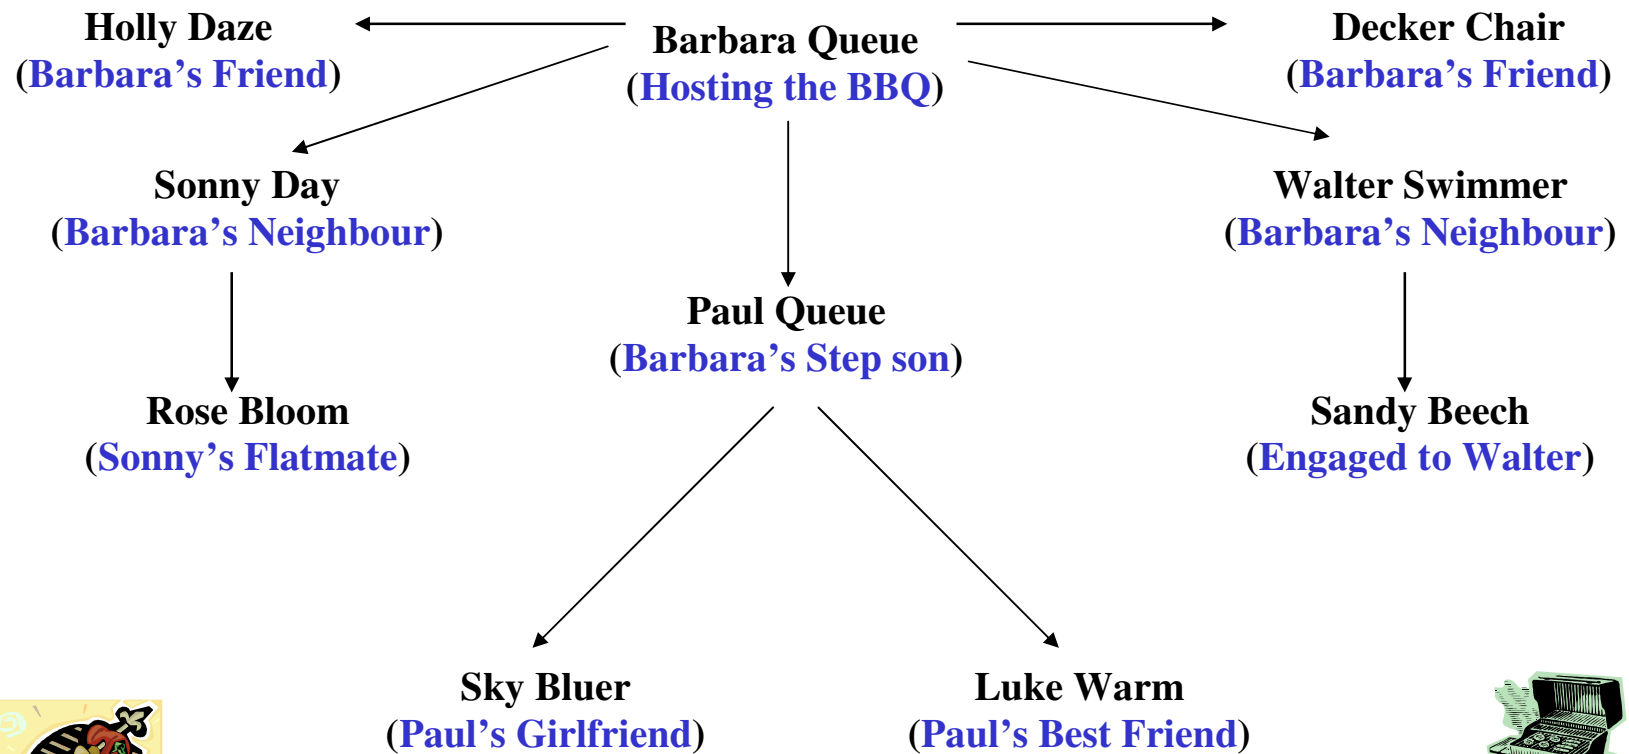 Holly Daze
(Barbara's Friend)
Barbara Queue
(Hosting the BBQ)
Decker Chair
(Barbara's Friend)
Sonny Day
(Barbara's Neighbour)
Walter Swimmer
(Barbara's Neighbour)
Paul Queue
(Barbara's Step son)
Rose Bloom
(Sonny's Flatmate)
Sandy Beech
(Engaged to Walter)
Sky Bluer
(Paul's Girlfriend)
Luke Warm
(Paul's Best Friend)